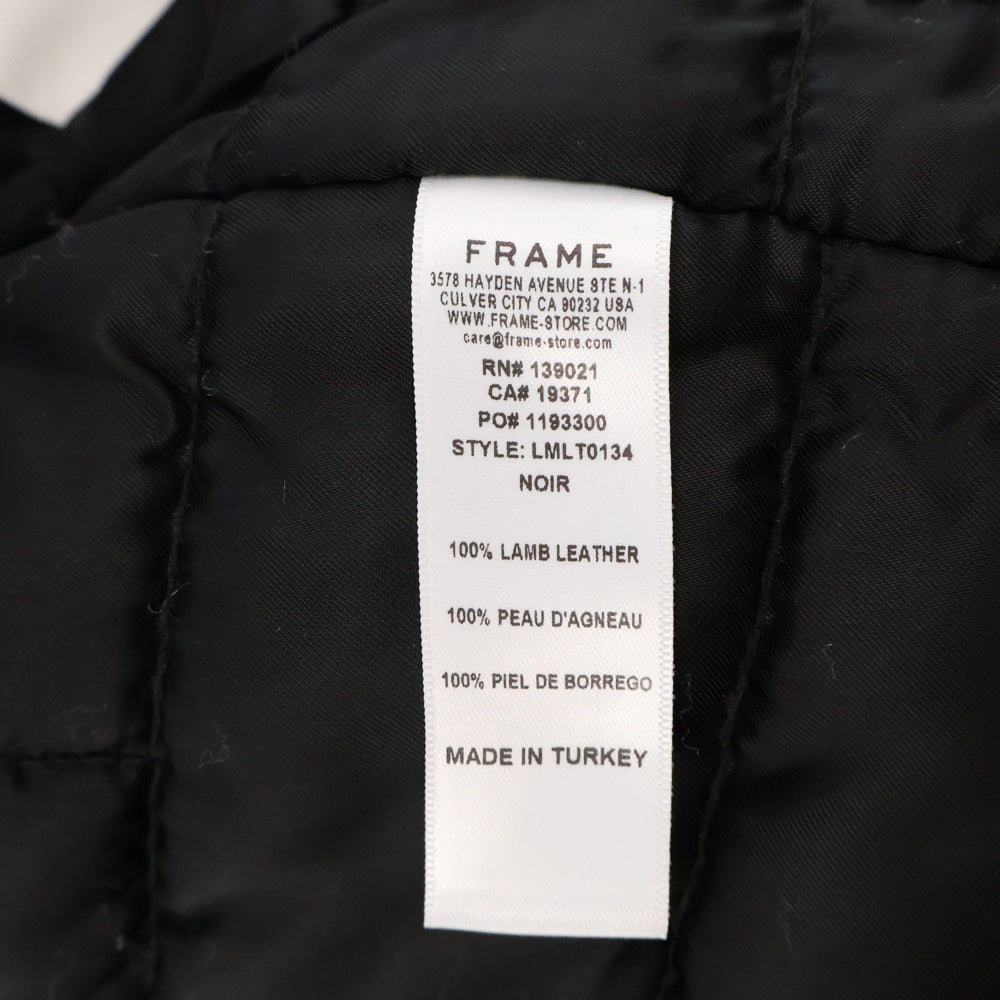 FRAME
3578 HAYDEN AVENUE STE N-1
CULVER CITY CA 90232 USA
WWW.FRAME-STORE.COM
care@frame-store.com
RN# 139021
CA# 19371
PO# 1193300
STYLE: LMLT0134
NOIR
100% LAMB LEATHER
100% PEAU D'AGNEAU
100% PIEL DE BORREGO
MADE IN TURKEY